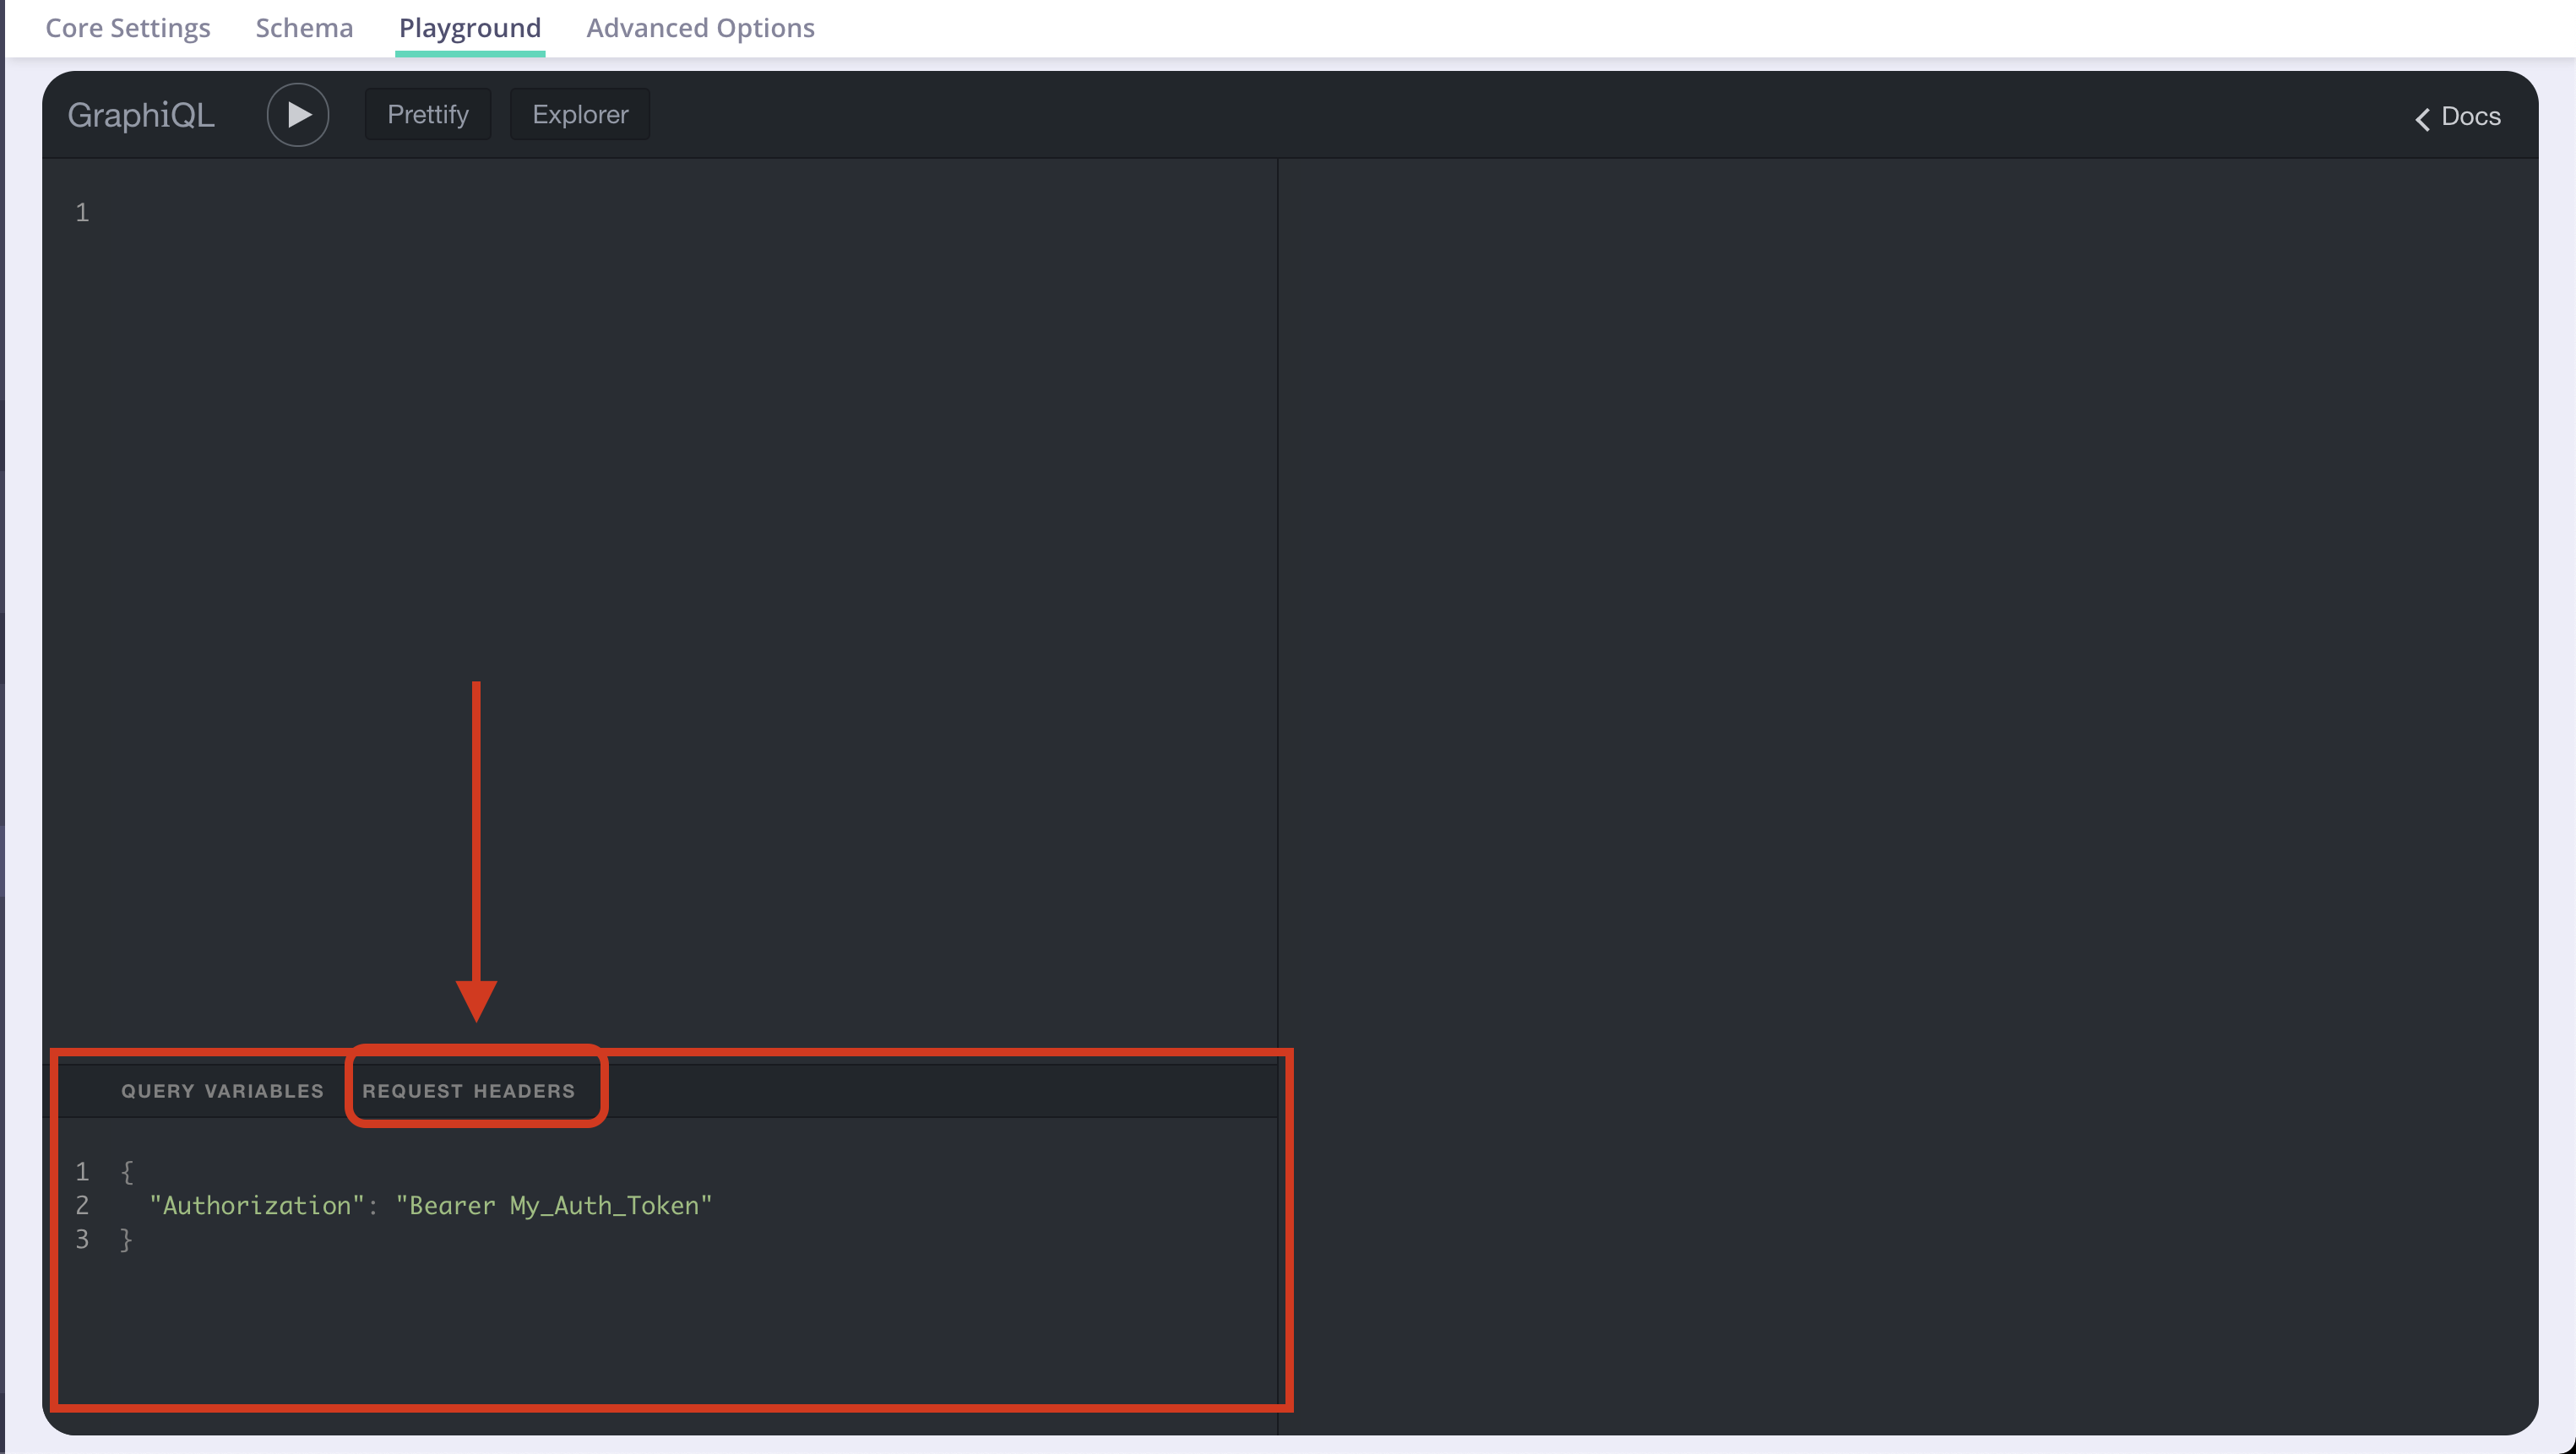 Core Settings Schema Playground Advanced Options
GraphiQL Prettify Explorer Docs
1
QUERY VARIABLES REQUEST HEADERS
1 {
2 "Authorization": "Bearer My_Auth_Token"
3 }